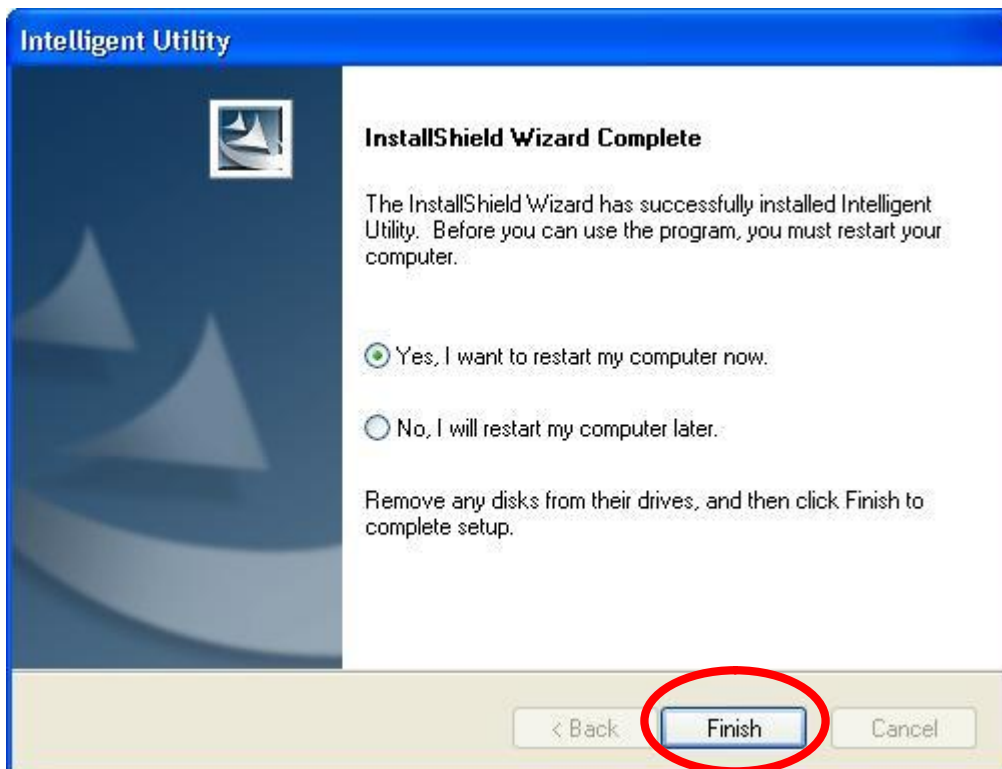 Intelligent Utility
InstallShield Wizard Complete
The InstallShield Wizard has successfully installed Intelligent
Utility.  Before you can use the program, you must restart your
computer.
Yes, I want to restart my computer now.
No, I will restart my computer later.
Remove any disks from their drives, and then click Finish to
complete setup.
< Back
Finish
Cancel